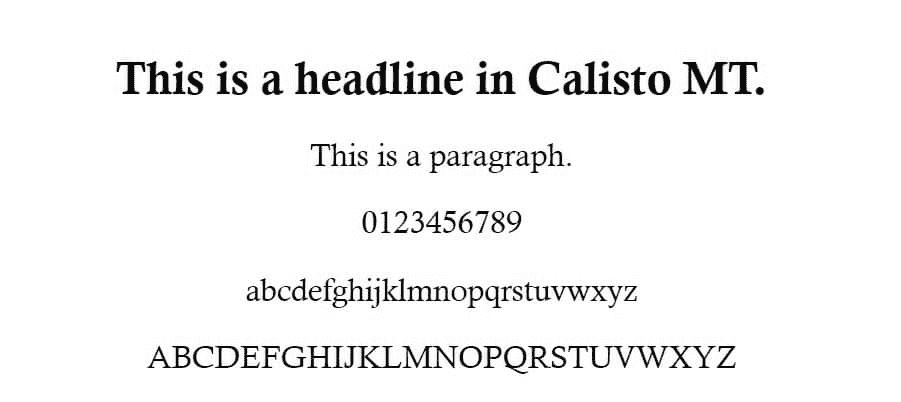 This is a headline in Calisto MT.
This is a paragraph.
0123456789
abcdefghijklmnopqrstuvwxyz
ABCDEFGHIJKLMNOPQRSTUVWXYZ